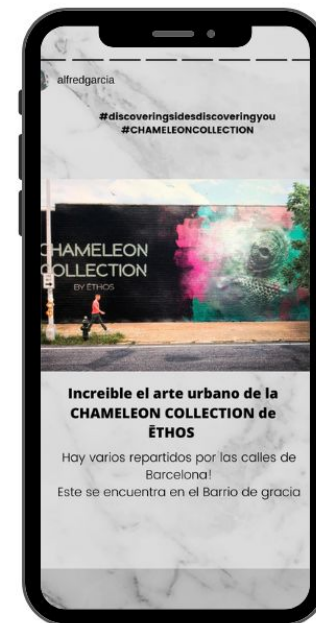 alfredgarcia
#discoveringsidesdiscoveringyou
#CHAMELEONCOLLECTION
CHAMELEON
COLLECTION
BY ĒTHOS
Increible el arte urbano de la
CHAMELEON COLLECTION de
ĒTHOS
Hay varios repartidos por las calles de
Barcelona!
Este se encuentra en el Barrio de gracia